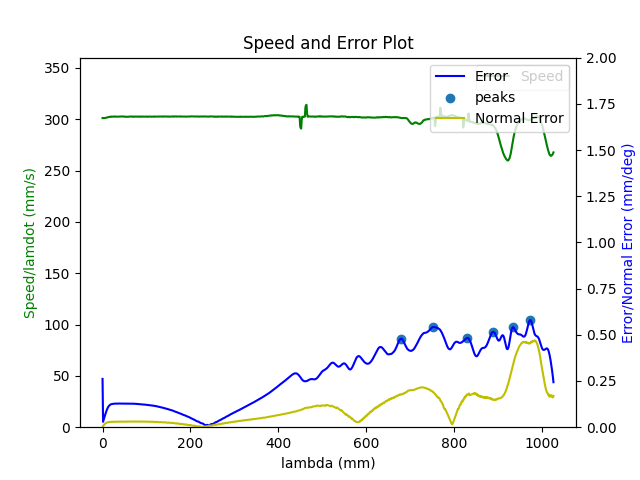 Speed and Error Plot
350
300
250
200
150
100
50
0
Speed/lamdot (mm/s)
2.00
1.75
1.50
1.25
1.00
0.75
0.50
0.25
0.00
Error/Normal Error (mm/deg)
Error
Speed
peaks
Normal Error
0 200 400 600 800 1000
lambda (mm)